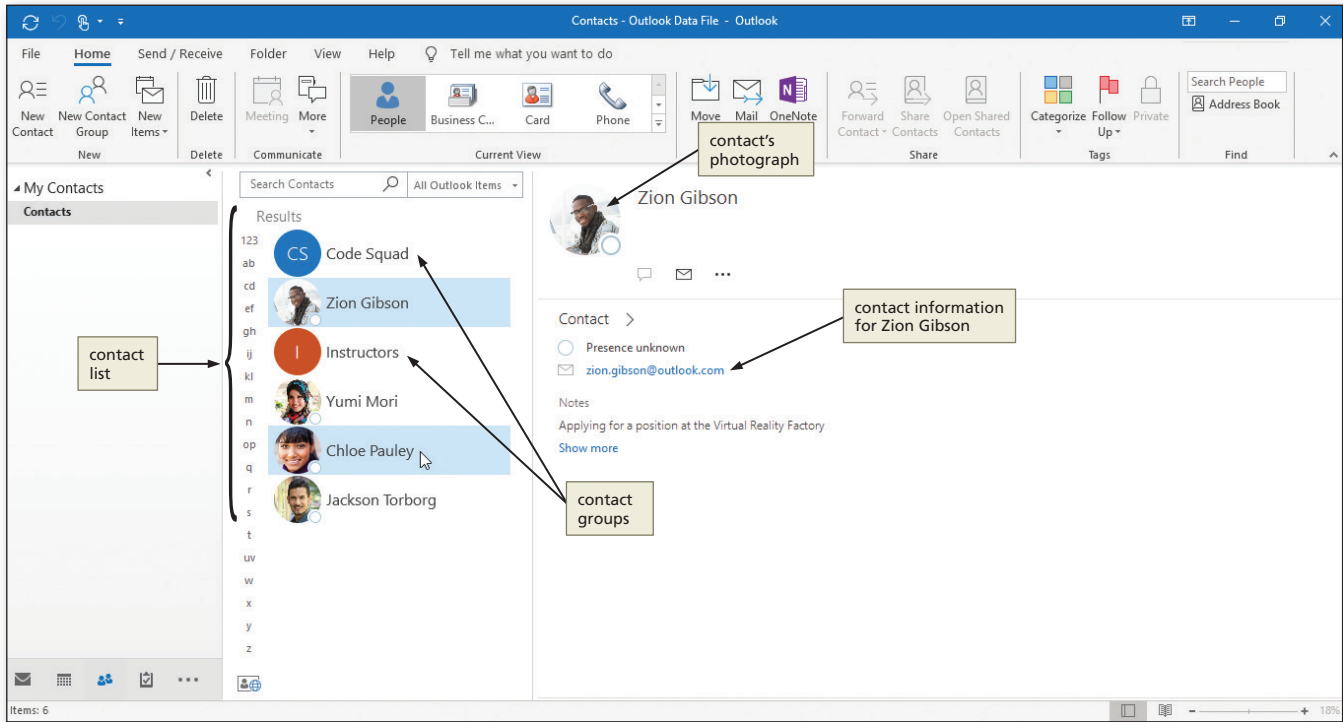 Contacts - Outlook Data File - Outlook
File Home Send / Receive Folder View Help Tell me what you want to do
New Contact
New Contact Group
New Items
Delete
Meeting
More
People
Business C...
Card
Phone
Move
Mail
OneNote
Forward Contact
Share Contacts
Open Shared Contacts
Categorize
Follow Up
Private
Search People
Address Book
New Delete Communicate Current View Share Tags Find
contact's
photograph
My Contacts
Contacts
Search Contacts
All Outlook Items
Results
123
ab
cd
ef
gh
ij
kl
m
n
op
q
r
s
t
uv
w
x
y
z
CS Code Squad
Zion Gibson
I Instructors
Yumi Mori
Chloe Pauley
Jackson Torborg
contact
list
contact
groups
Zion Gibson
Contact
Presence unknown
zion.gibson@outlook.com
Notes
Applying for a position at the Virtual Reality Factory
Show more
contact information
for Zion Gibson
Items: 6
18%